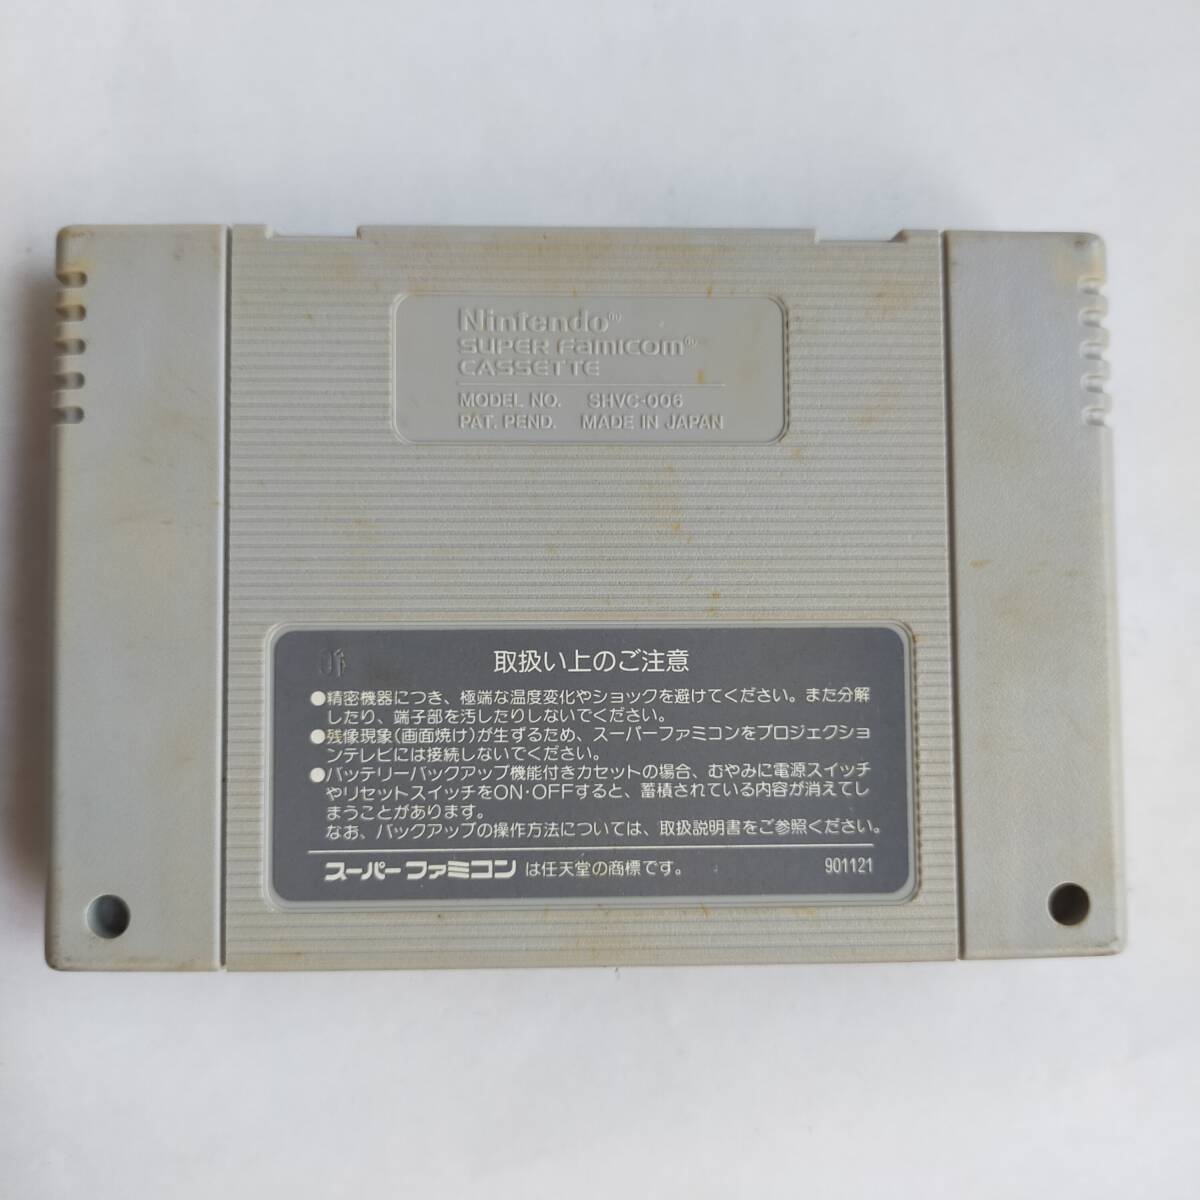 Nintendo®
SUPER FAMICOM®
CASSETTE
MODEL NO. SHVC-006
PAT. PEND. MADE IN JAPAN
取扱い上のご注意
●精密機器につき、極端な温度変化やショックを避けてください。また分解
したり、端子部を汚したりしないでください。
●残像現象(画面焼け)が生ずるため、スーパーファミコンをプロジェクショ
ンテレビには接続しないでください。
●バッテリーバックアップ機能付きカセットの場合、むやみに電源スイッチ
やリセットスイッチをON・OFFすると、蓄積されている内容が消えてし
まうことがあります。
なお、バックアップの操作方法については、取扱説明書をご参照ください。
スーパーファミコン は任天堂の商標です。 901121